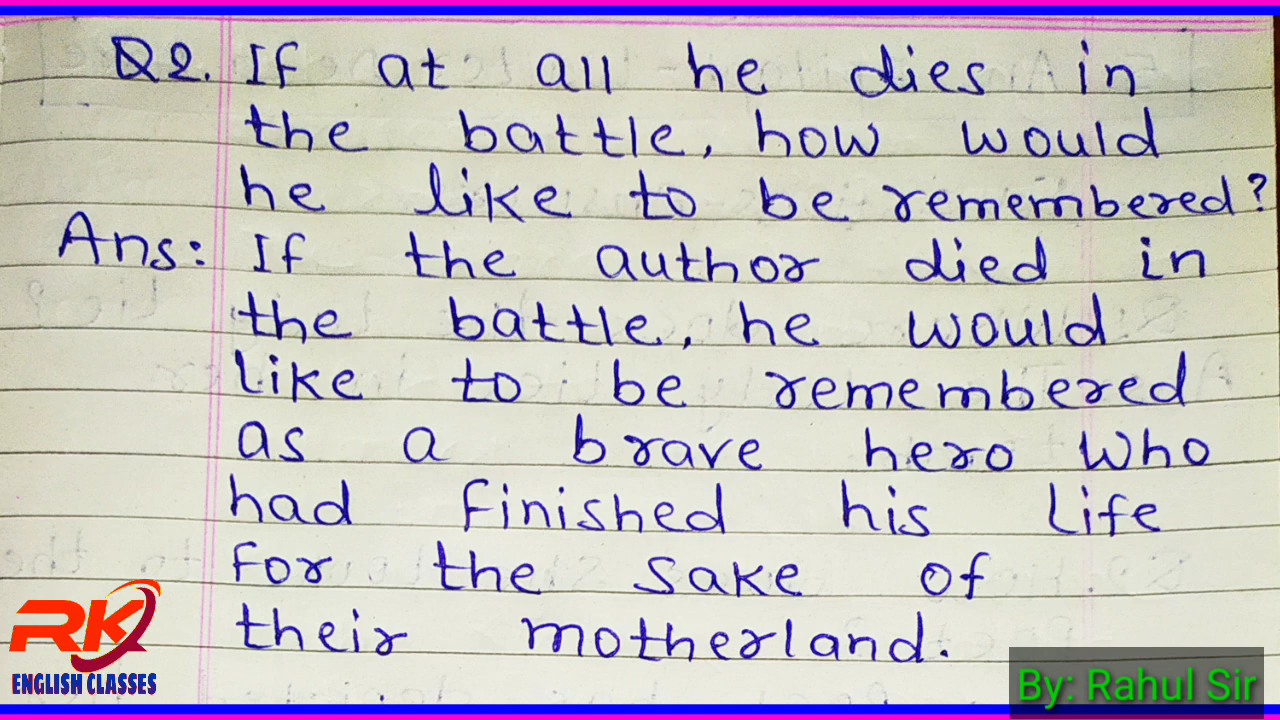 Q2. If at all he dies in
the battle, how would
he like to be remembered?
Ans: If the author died in
the battle, he would
like to be remembered
as a brave hero who
had finished his life
for the sake of
their motherland.
RK
ENGLISH CLASSES
By: Rahul Sir